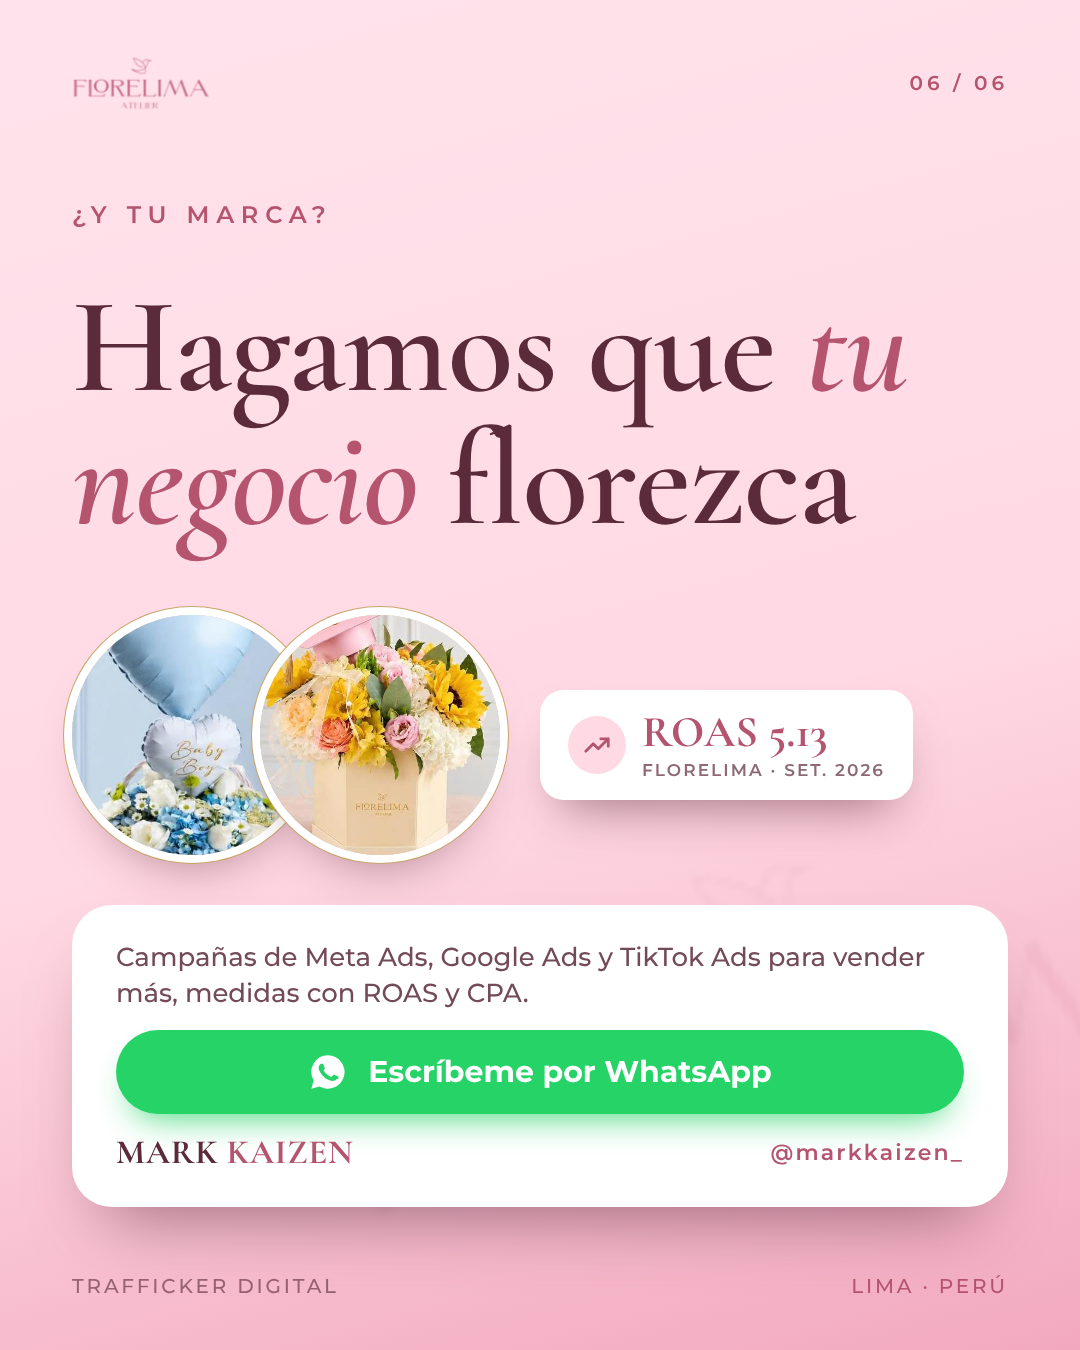 FLORELIMA
ATELIER
06 / 06
¿Y TU MARCA?
Hagamos que tu
negocio florezca
Baby
Boy
FLORELIMA
ROAS 5.13
FLORELIMA · SET. 2026
Campañas de Meta Ads, Google Ads y TikTok Ads para vender
más, medidas con ROAS y CPA.
Escríbeme por WhatsApp
MARK KAIZEN
@markkaizen_
TRAFFICKER DIGITAL
LIMA · PERÚ